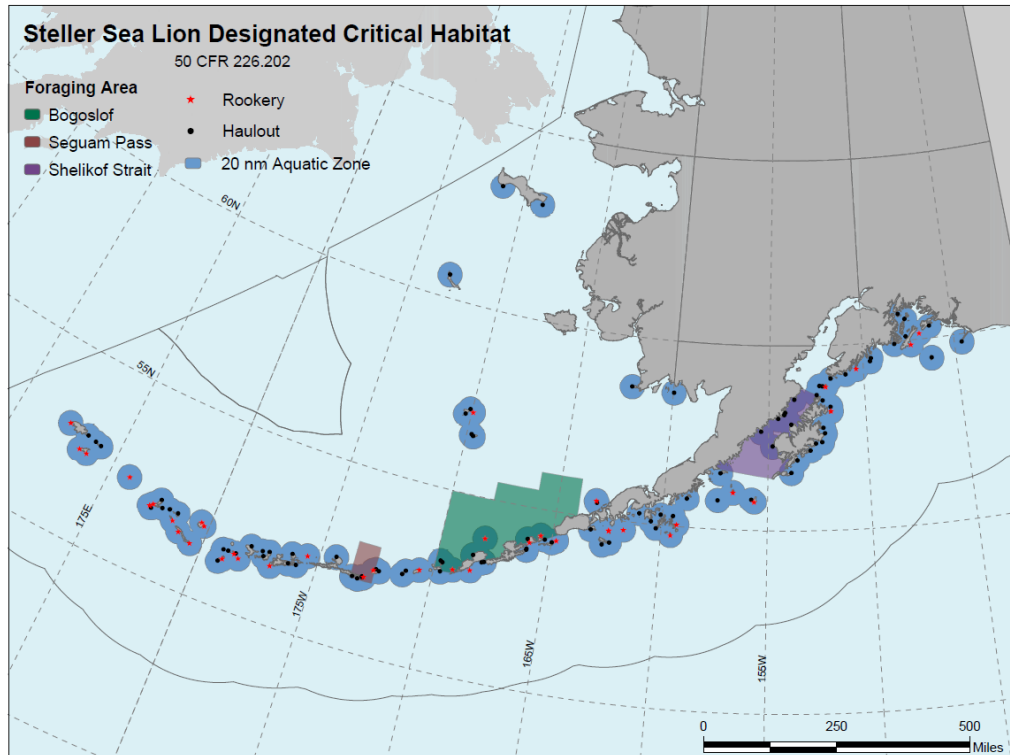 Steller Sea Lion Designated Critical Habitat
50 CFR 226.202
Foraging Area
Bogoslof
Seguam Pass
Shelikof Strait
Rookery
Haulout
20 nm Aquatic Zone
60N
55N
175E
175W
165W
155W
0 250 500
Miles